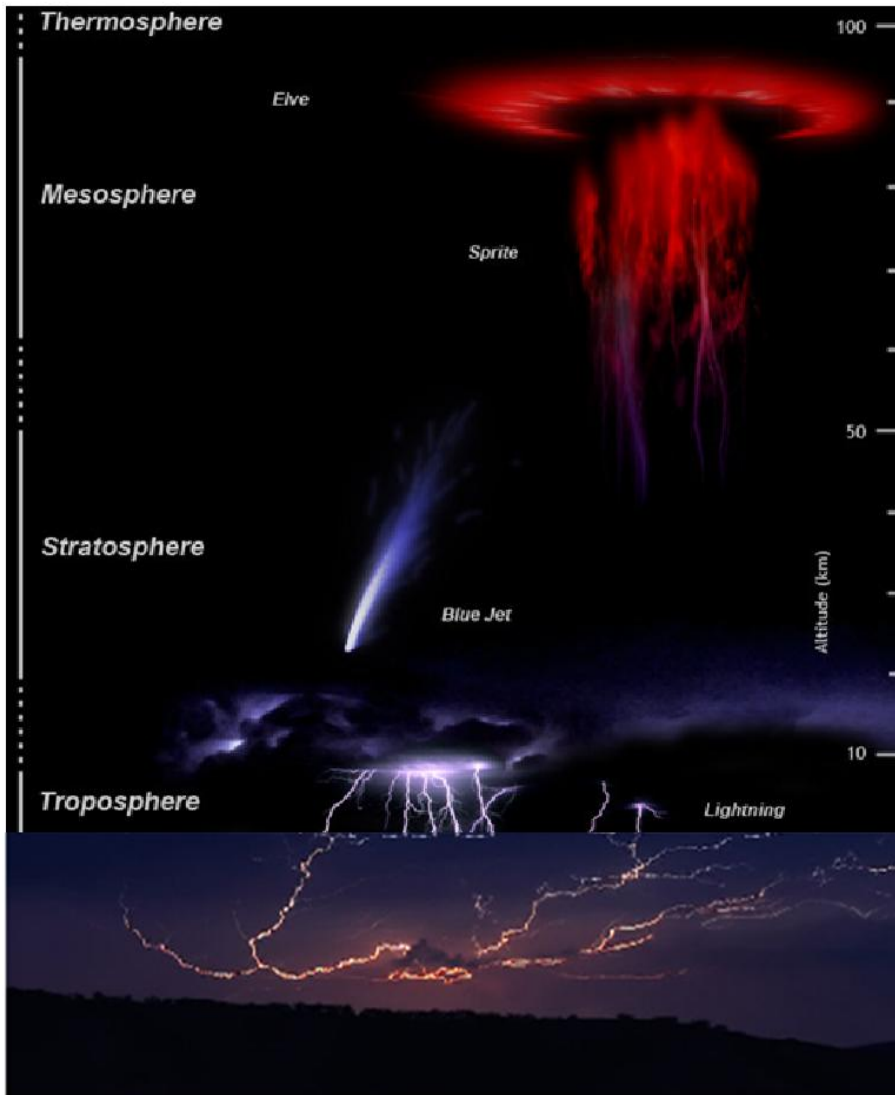 Thermosphere
100
Elve
Mesosphere
Sprite
50
Stratosphere
Altitude (km)
Blue Jet
10
Troposphere
Lightning